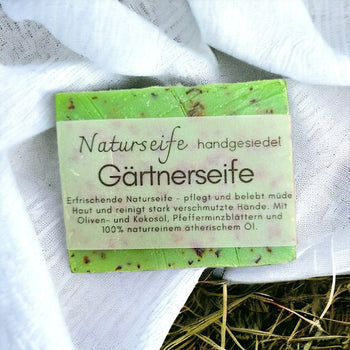 Naturseife handgesiedet
Gärtnerseife
Erfrischende Naturseife - pflegt und belebt müde
Haut und reinigt stark verschmutzte Hände. Mit
Oliven- und Kokosöl, Pfefferminzblättern und
100% naturreinem ätherischem Öl.